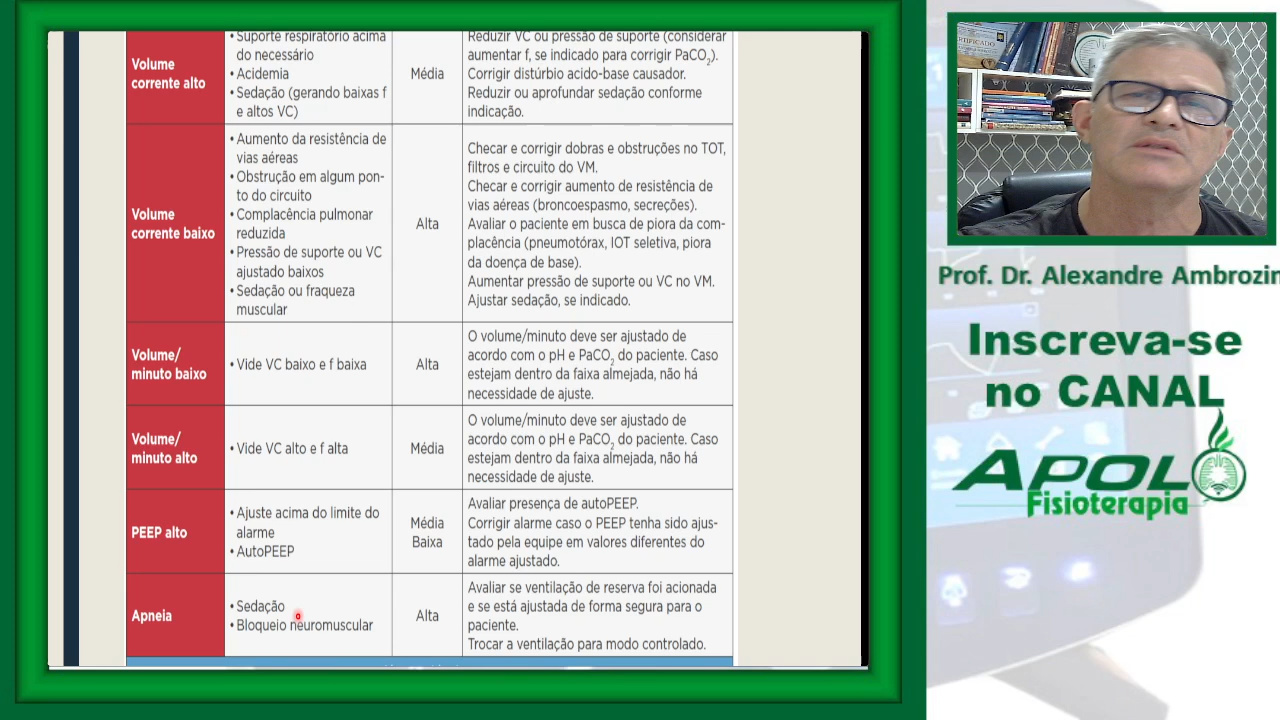 Volume
corrente alto
• Suporte respiratório acima
do necessário
• Acidemia
• Sedação (gerando baixas f
e altos VC)
Média
Reduzir VC ou pressão de suporte (considerar
aumentar f, se indicado para corrigir PaCO2).
Corrigir distúrbio acido-base causador.
Reduzir ou aprofundar sedação conforme
indicação.
Volume
corrente baixo
• Aumento da resistência de
vias aéreas
• Obstrução em algum pon-
to do circuito
• Complacência pulmonar
reduzida
• Pressão de suporte ou VC
ajustado baixos
• Sedação ou fraqueza
muscular
Alta
Checar e corrigir dobras e obstruções no TOT,
filtros e circuito do VM.
Checar e corrigir aumento de resistência de
vias aéreas (broncoespasmo, secreções).
Avaliar o paciente em busca de piora da com-
placência (pneumotórax, IOT seletiva, piora
da doença de base).
Aumentar pressão de suporte ou VC no VM.
Ajustar sedação, se indicado.
Volume/
minuto baixo
• Vide VC baixo e f baixa
Alta
O volume/minuto deve ser ajustado de
acordo com o pH e PaCO2 do paciente. Caso
estejam dentro da faixa almejada, não há
necessidade de ajuste.
Volume/
minuto alto
• Vide VC alto e f alta
Média
O volume/minuto deve ser ajustado de
acordo com o pH e PaCO2 do paciente. Caso
estejam dentro da faixa almejada, não há
necessidade de ajuste.
PEEP alto
• Ajuste acima do limite do
alarme
• AutoPEEP
Média
Baixa
Avaliar presença de autoPEEP.
Corrigir alarme caso o PEEP tenha sido ajus-
tado pela equipe em valores diferentes do
alarme ajustado.
Apneia
• Sedação
• Bloqueio neuromuscular
Alta
Avaliar se ventilação de reserva foi acionada
e se está ajustada de forma segura para o
paciente.
Trocar a ventilação para modo controlado.
Prof. Dr. Alexandre Ambrozin
Inscreva-se
no CANAL
APOLO
Fisioterapia